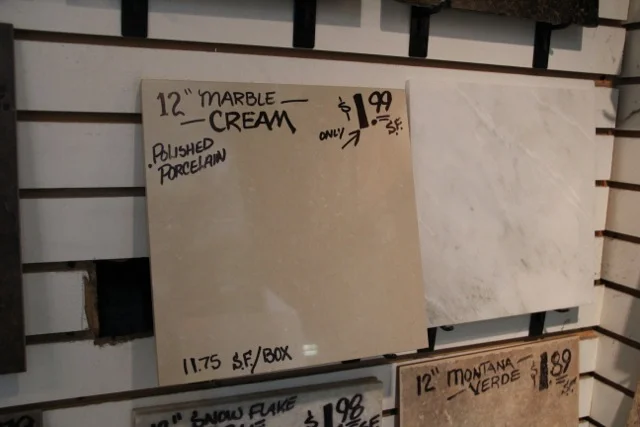 12" MARBLE —
— CREAM
$1.99
ONLY S.F.
.POLISHED
PORCELAIN
11.75 S.F/BOX
12" SNOW FLAKE
$1.98
SF
12" MONTANA
VERDE
$1.89